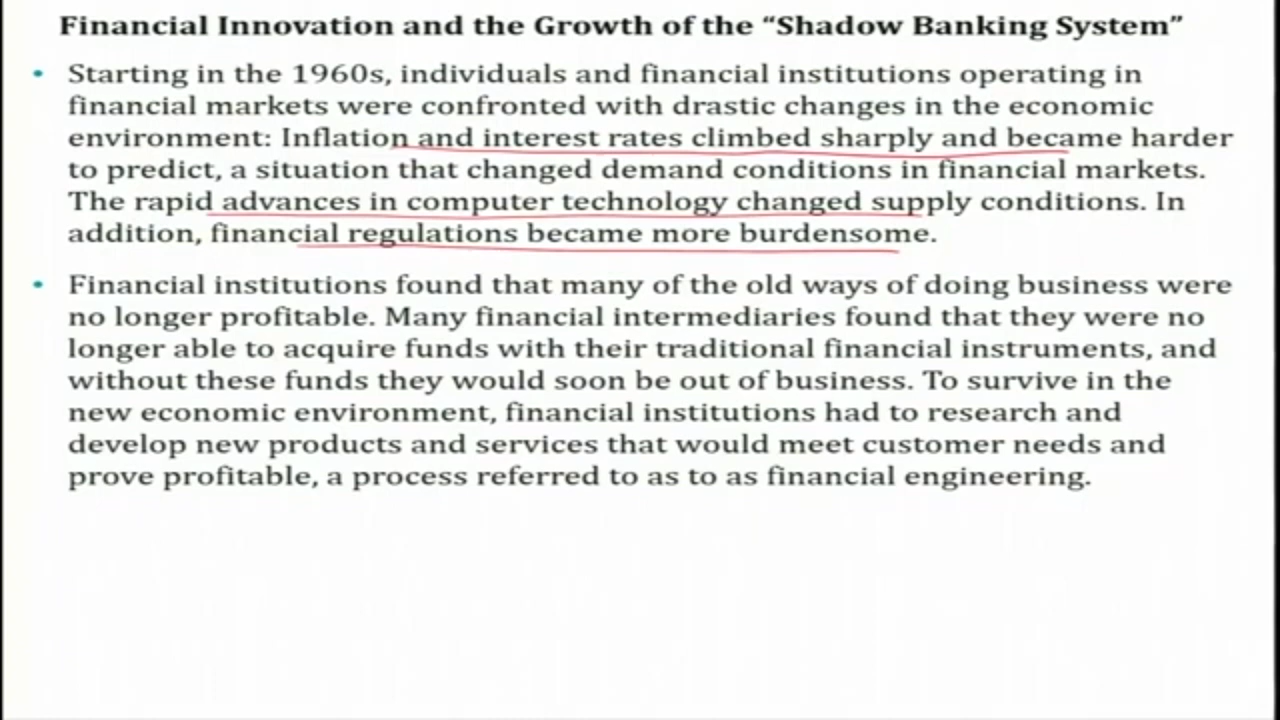 Financial Innovation and the Growth of the “Shadow Banking System”
• Starting in the 1960s, individuals and financial institutions operating in
financial markets were confronted with drastic changes in the economic
environment: Inflation and interest rates climbed sharply and became harder
to predict, a situation that changed demand conditions in financial markets.
The rapid advances in computer technology changed supply conditions. In
addition, financial regulations became more burdensome.
• Financial institutions found that many of the old ways of doing business were
no longer profitable. Many financial intermediaries found that they were no
longer able to acquire funds with their traditional financial instruments, and
without these funds they would soon be out of business. To survive in the
new economic environment, financial institutions had to research and
develop new products and services that would meet customer needs and
prove profitable, a process referred to as to as financial engineering.